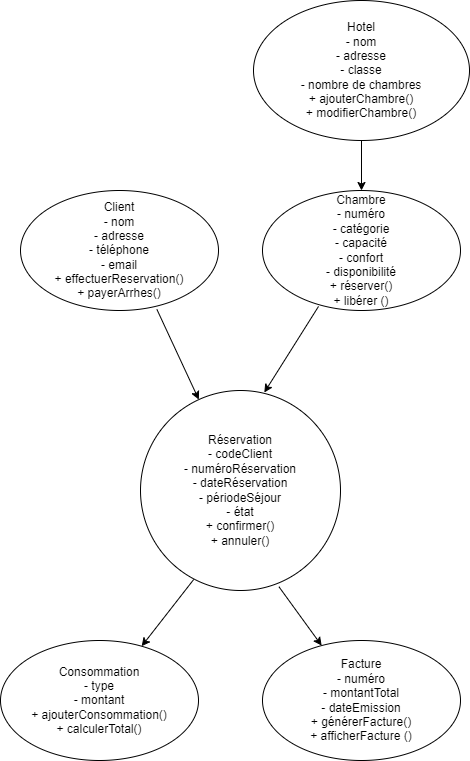 Hotel
- nom
- adresse
- classe
- nombre de chambres
+ ajouterChambre()
+ modifierChambre()
Client
- nom
- adresse
- téléphone
- email
+ effectuerReservation()
+ payerArrhes()
Chambre
- numéro
- catégorie
- capacité
- confort
- disponibilité
+ réserver()
+ libérer ()
Réservation
- codeClient
- numéroRéservation
- dateRéservation
- périodeSéjour
- état
+ confirmer()
+ annuler()
Consommation
- type
- montant
+ ajouterConsommation()
+ calculerTotal()
Facture
- numéro
- montantTotal
- dateEmission
+ générerFacture()
+ afficherFacture ()